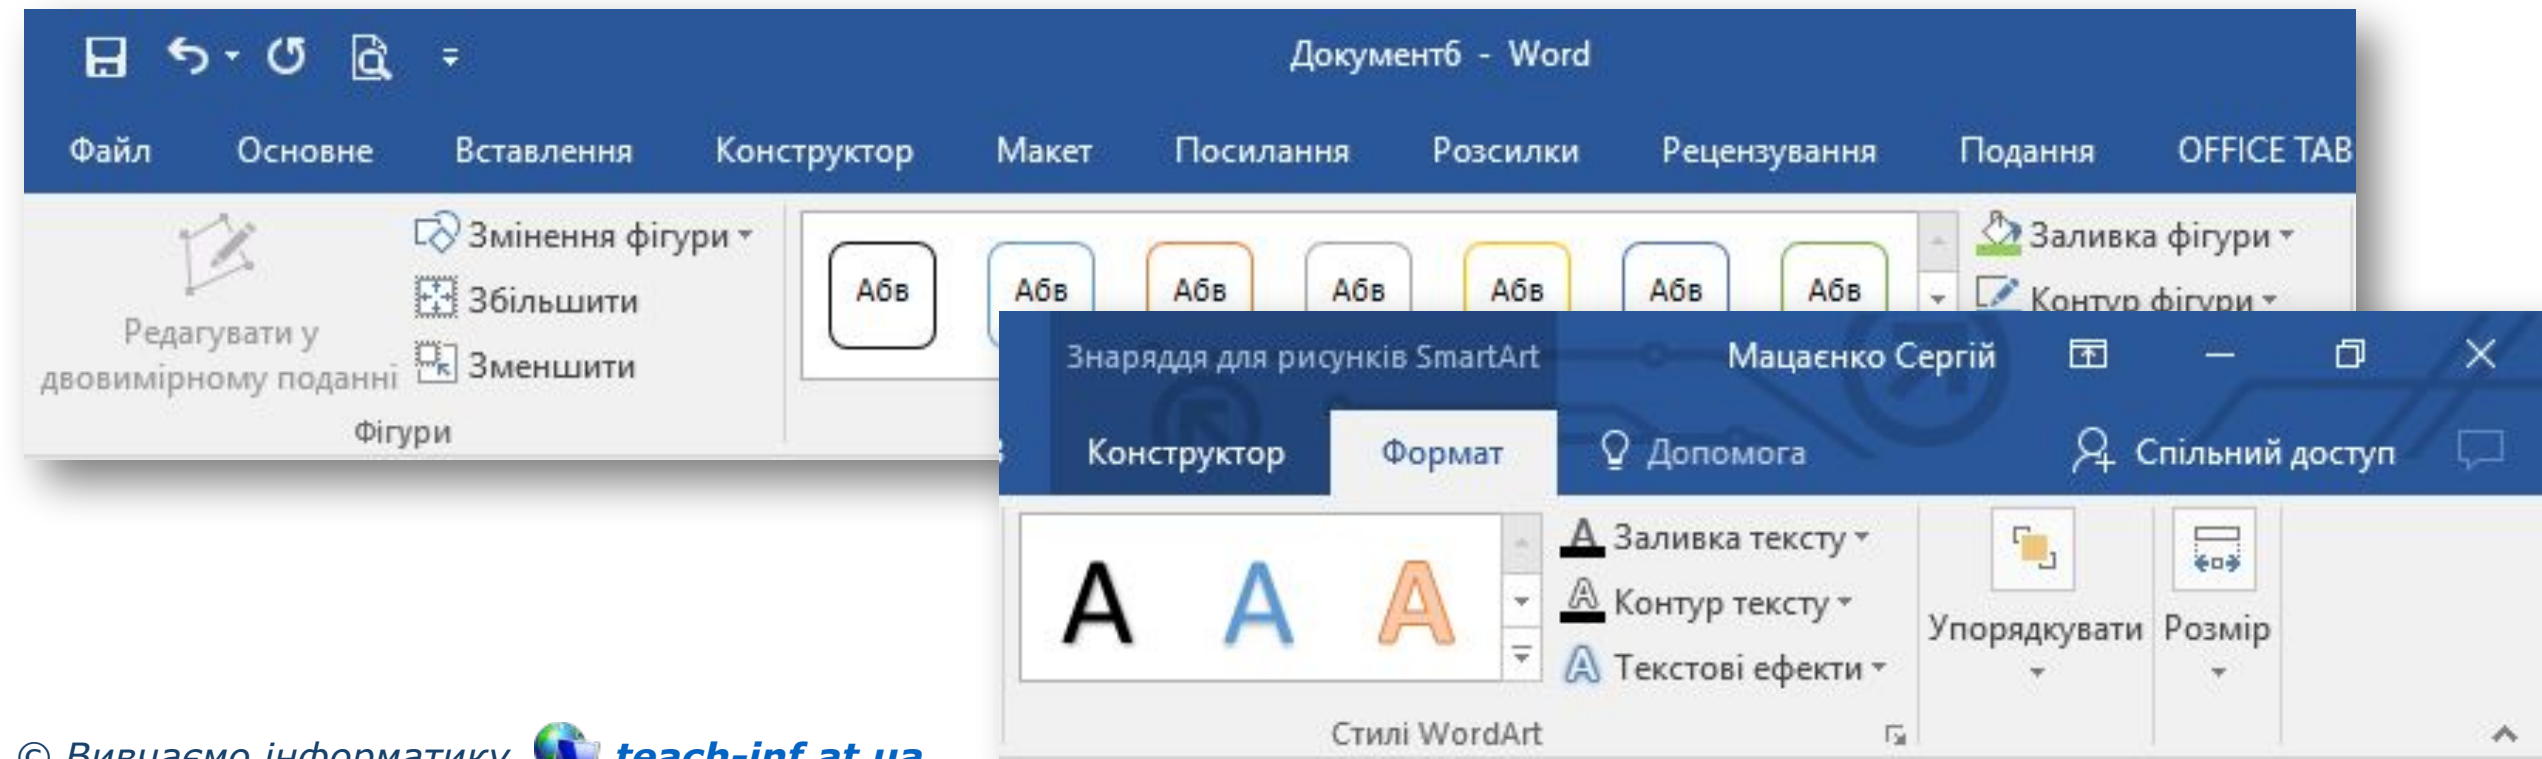 Документ6 - Word
Файл Основне Вставлення Конструктор Макет Посилання Розсилки Рецензування Подання OFFICE TAB
Редагувати у двовимірному поданні
Змінення фігури
Збільшити
Зменшити
Фігури
Абв Абв Абв Абв Абв Абв Абв
Заливка фігури
Контур фігури
Знаряддя для рисунків SmartArt Мацаєнко Сергій
Конструктор Формат Допомога Спільний доступ
A A A
Заливка тексту
Контур тексту
Текстові ефекти
Стилі WordArt
Упорядкувати
Розмір
© Вивчаємо інформатику teach-inf.at.ua